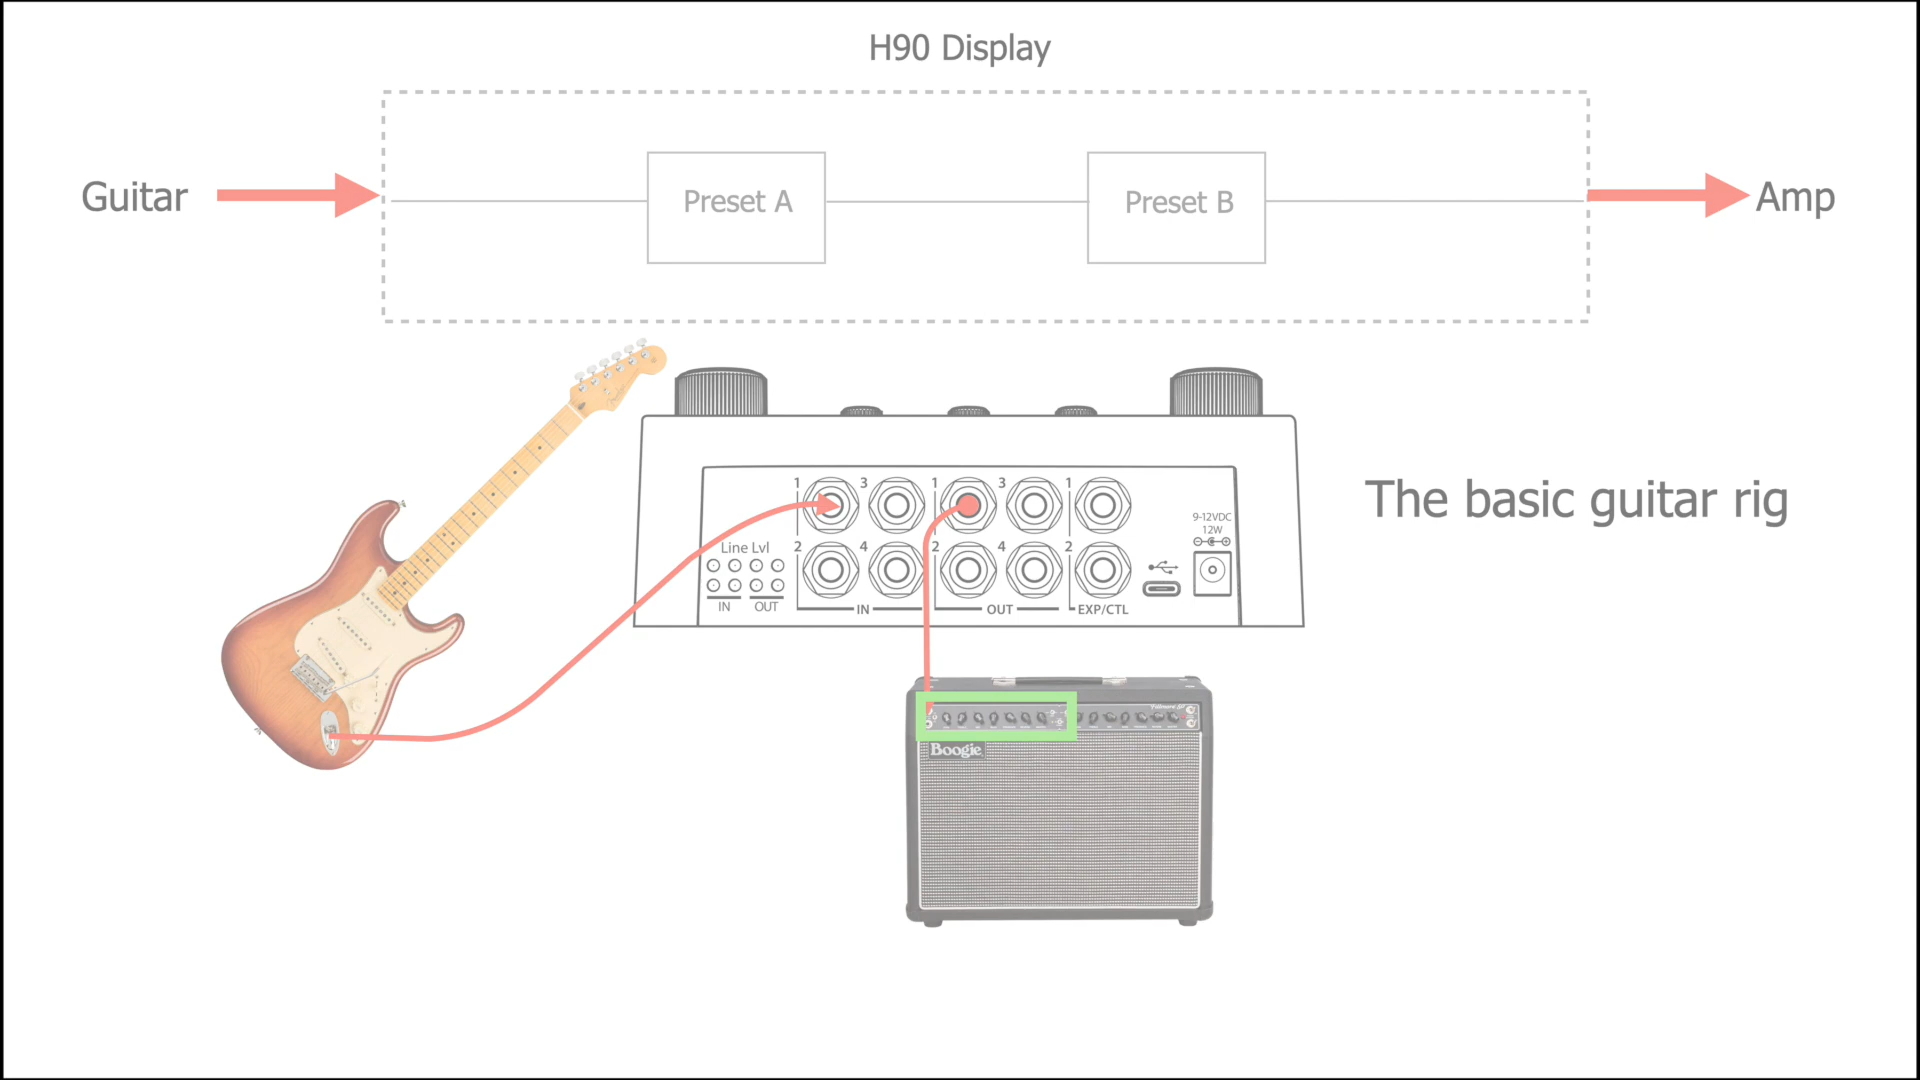 H90 Display
Guitar
Preset A
Preset B
Amp
The basic guitar rig
1 3 1 3 1
9-12VDC
12W
Line Lvl
2 4 2 4 2
IN OUT
IN OUT EXP/CTL
Boogie